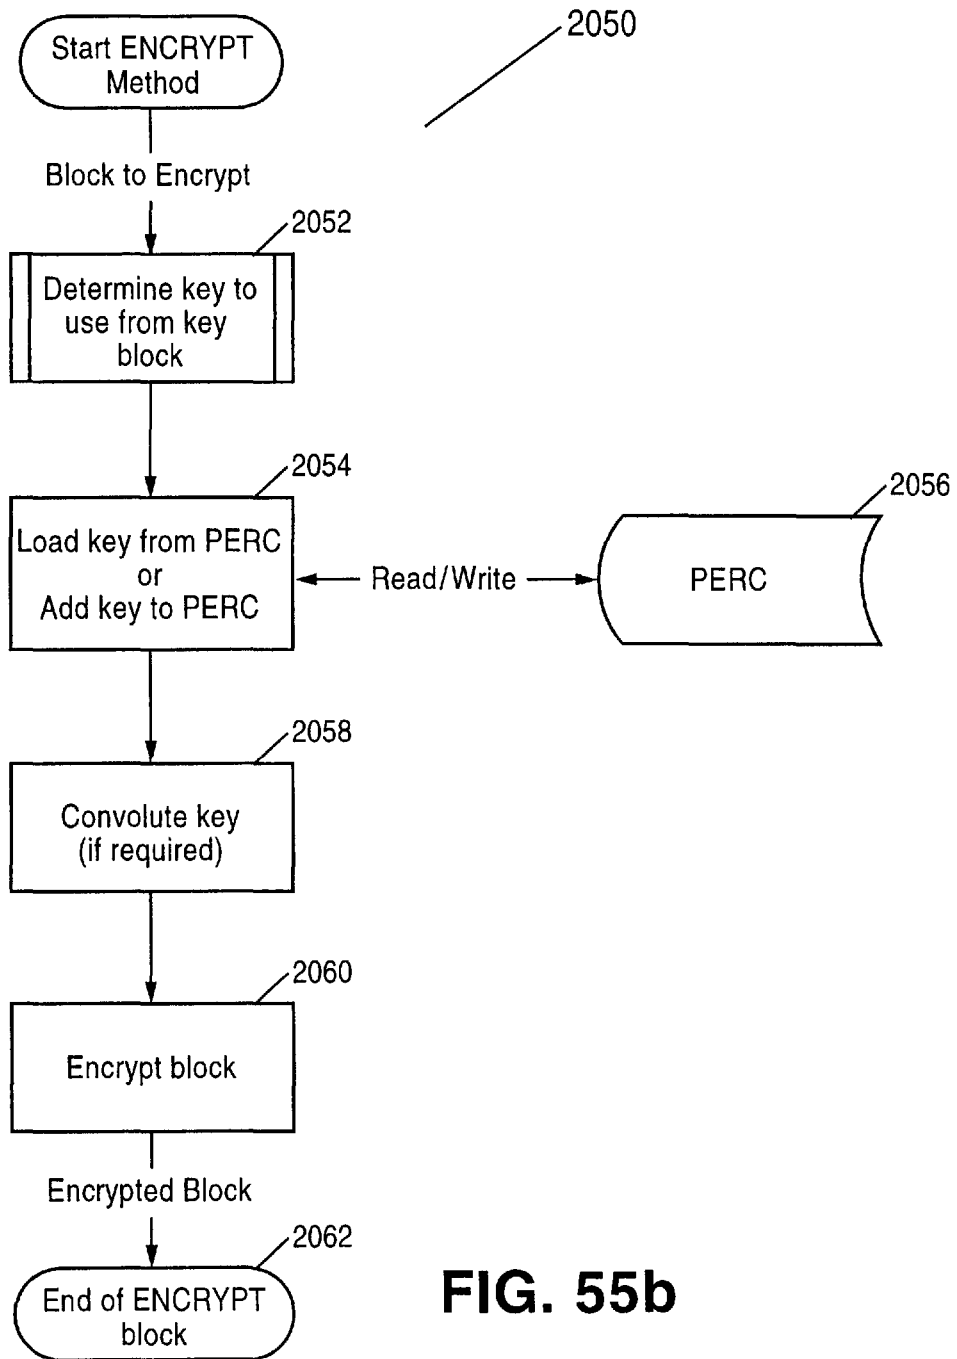 2050
Start ENCRYPT
Method
Block to Encrypt
2052
Determine key to
use from key
block
2054
Load key from PERC
or
Add key to PERC
Read/Write
2056
PERC
2058
Convolute key
(if required)
2060
Encrypt block
Encrypted Block
2062
End of ENCRYPT
block
FIG. 55b